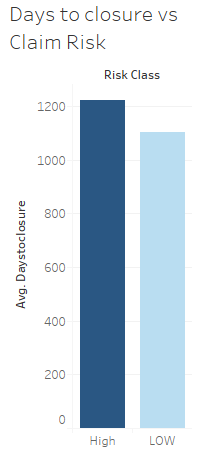 Days to closure vs
Claim Risk
Risk Class
1200
1000
800
600
400
200
0
Avg. Daystoclosure
High
LOW